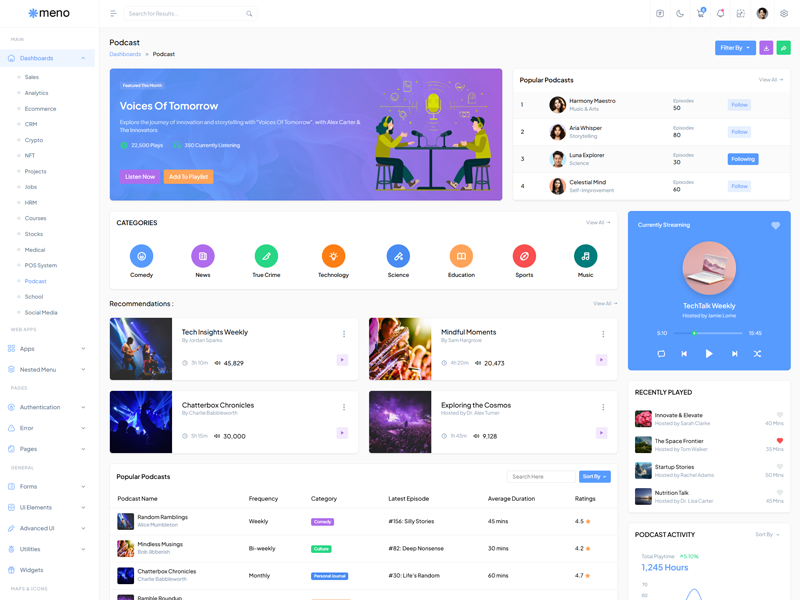 meno
Search for Results...
6
MAIN
Dashboards
Sales
Analytics
Ecommerce
CRM
Crypto
NFT
Projects
Jobs
HRM
Courses
Stocks
Medical
POS System
Podcast
School
Social Media
WEB APPS
Apps
Nested Menu
PAGES
Authentication
Error
Pages
GENERAL
Forms
Ui Elements
Advanced UI
Utilities
Widgets
MAPS & ICONS
Podcast
Dashboards » Podcast
Filter By
Featured This Month
Voices Of Tomorrow
Explore the journey of innovation and storytelling with "Voices Of Tomorrow". with Alex Carter &
The Innovators
22,500 Plays
350 Currently Listening
Listen Now
Add To Playlist
Popular Podcasts
View All
1
Harmony Maestro
Music & Arts
Episodes
50
Follow
2
Aria Whisper
Storytelling
Episodes
80
Follow
3
Luna Explorer
Science
Episodes
30
Following
4
Celestial Mind
Self-Improvement
Episodes
60
Follow
CATEGORIES
View All
Comedy
News
True Crime
Technology
Science
Education
Sports
Music
Recommendations :
View All
Tech Insights Weekly
By Jordan Sparks
3h 10m
45,829
Mindful Moments
By Sam Hargrove
4h 20m
20,473
Chatterbox Chronicles
By Charlie Babbleworth
5h 15m
30,000
Exploring the Cosmos
Hosted by Dr. Alex Turner
1h 45m
9,128
Currently Streaming
TechTalk Weekly
Hosted by Jamie Lorne
5:10
15:45
RECENTLY PLAYED
Innovate & Elevate
Hosted by Sarah Clarke
40 Mins
The Space Frontier
Hosted by Tom Walker
35 Mins
Startup Stories
Hosted by Rachel Adams
50 Mins
Nutrition Talk
Hosted by Dr. Lisa Carter
45 Mins
PODCAST ACTIVITY
Sort By
Total Playtime
1,245 Hours
70
60
Popular Podcasts
Search Here
Sort By
Podcast Name
Frequency
Category
Latest Episode
Average Duration
Ratings
Random Ramblings
Alice Mumbleton
Weekly
Comedy
#156: Silly Stories
45 mins
4.5
Mindless Musings
Bob Jibberish
Bi-weekly
Culture
#82: Deep Nonsense
30 mins
4.2
Chatterbox Chronicles
Charlie Babbleworth
Monthly
Personal Journal
#30: Life's Random
60 mins
4.7
Ramble Roundup